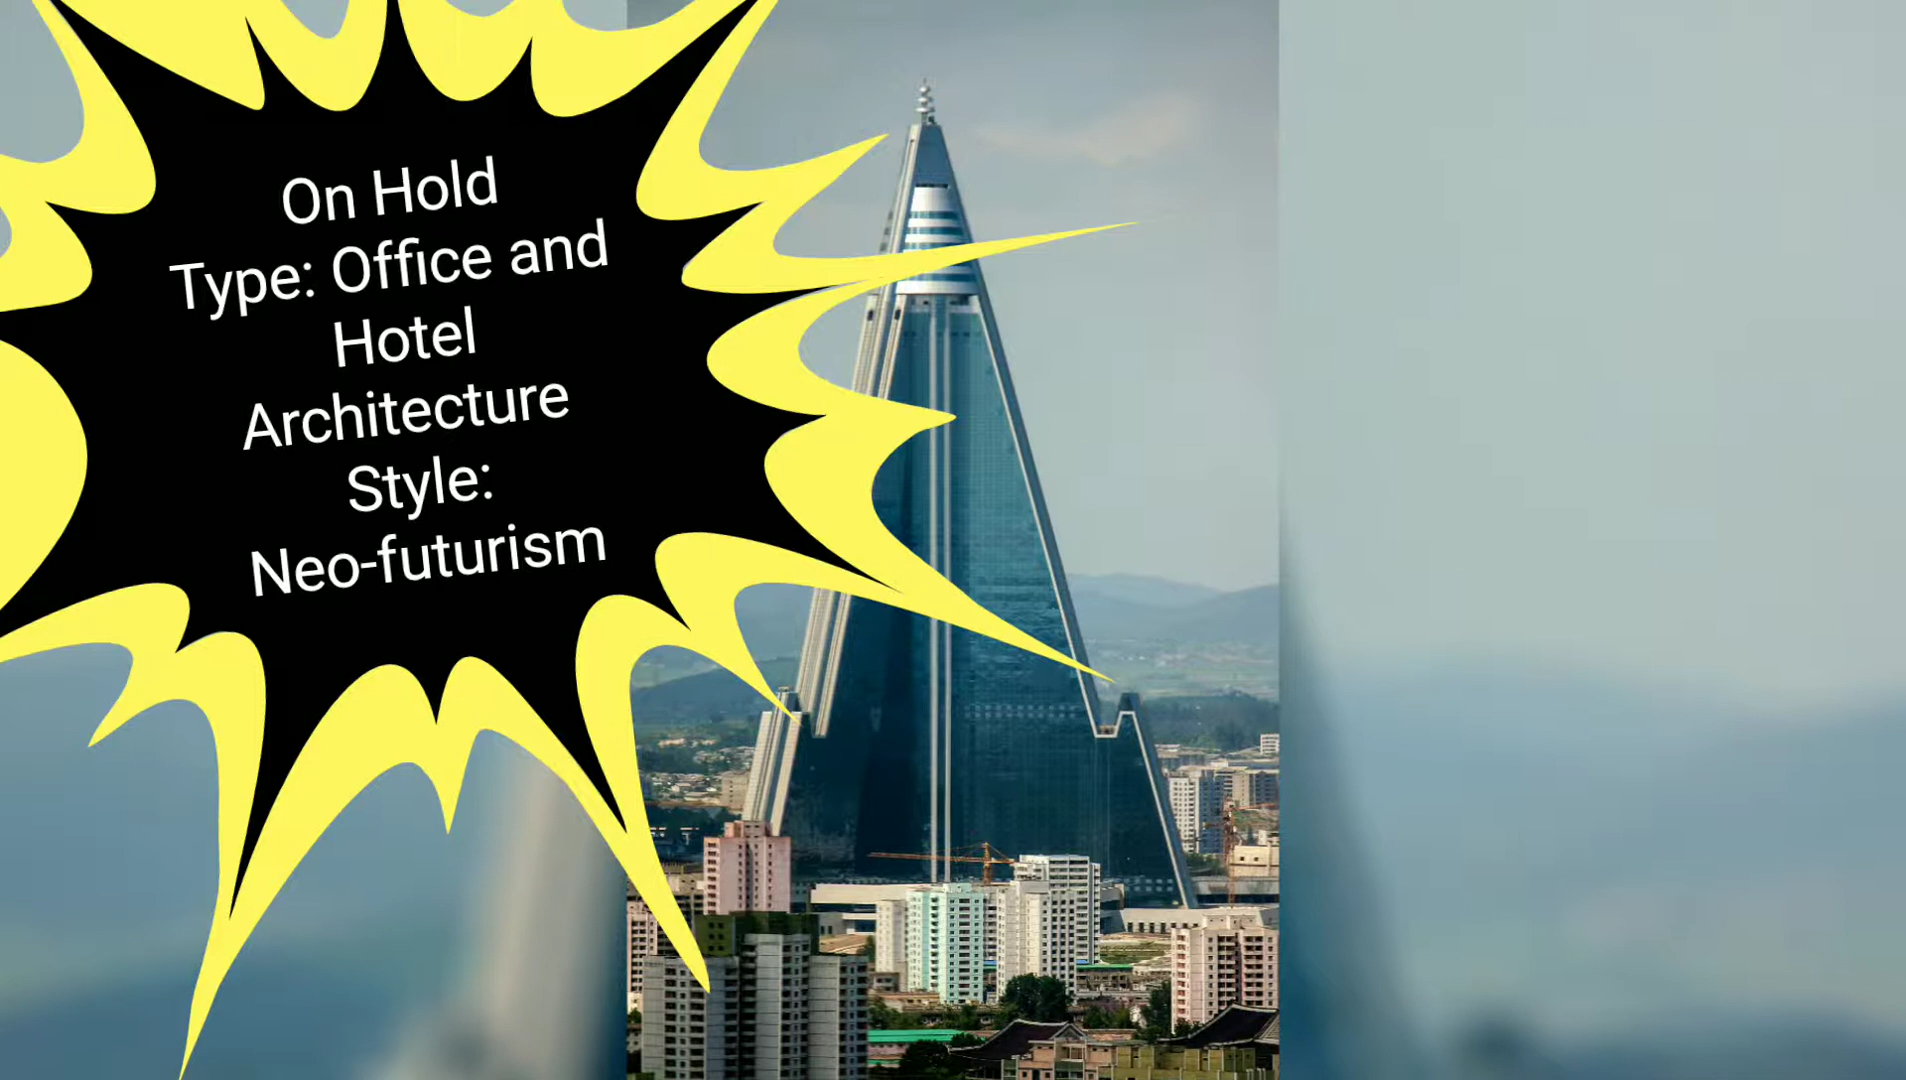 On Hold
Type: Office and
Hotel
Architecture
Style:
Neo-futurism